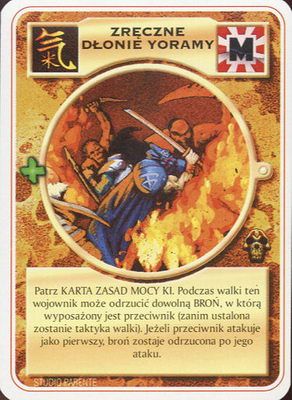 氣
ZRĘCZNE
DŁONIE YORAMY
M
Patrz KARTA ZASAD MOCY KI. Podczas walki ten
wojownik może odrzucić dowolną BROŃ, w którą
wyposażony jest przeciwnik (zanim ustalona
zostanie taktyka walki). Jeżeli przeciwnik atakuje
jako pierwszy, broń zostaje odrzucona po jego
ataku.
STUDIO PARENTE